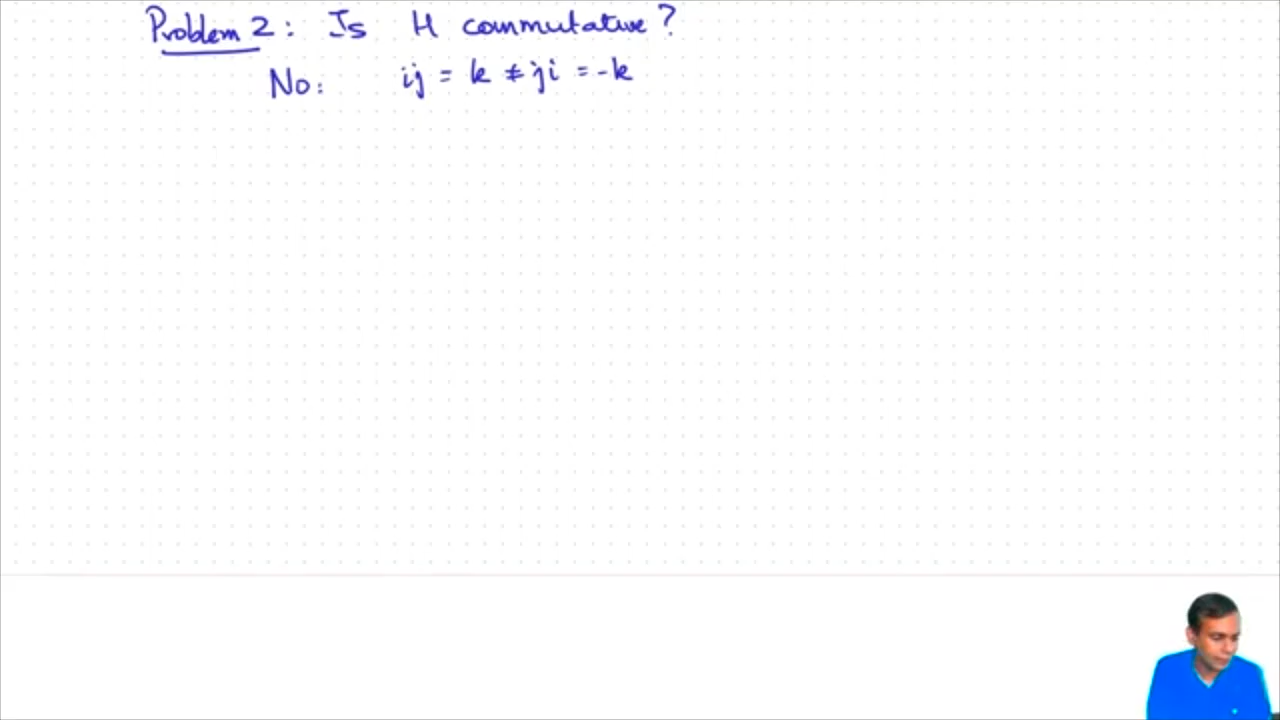 Problem 2: Is H commutative?
No: ij = k ≠ ji = -k